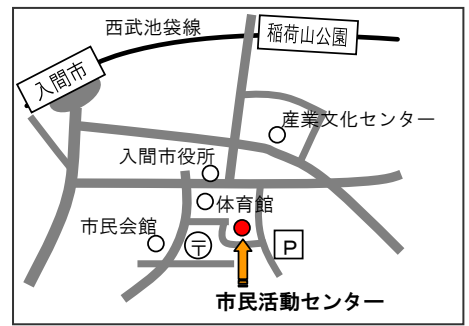 西武池袋線
稲荷山公園
入間市
産業文化センター
入間市役所
体育館
市民会館
〒
P
市民活動センター